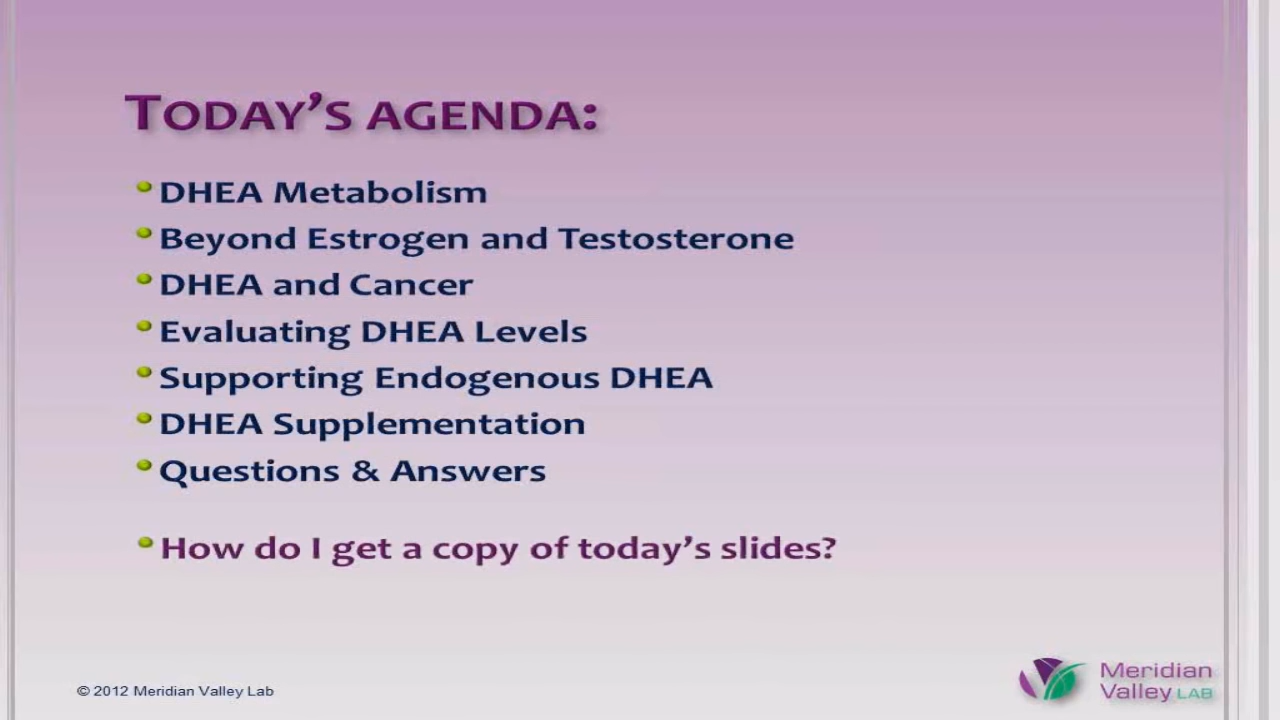 TODAY'S AGENDA:
DHEA Metabolism
Beyond Estrogen and Testosterone
DHEA and Cancer
Evaluating DHEA Levels
Supporting Endogenous DHEA
DHEA Supplementation
Questions & Answers
How do I get a copy of today's slides?
© 2012 Meridian Valley Lab
Meridian
Valley LAB